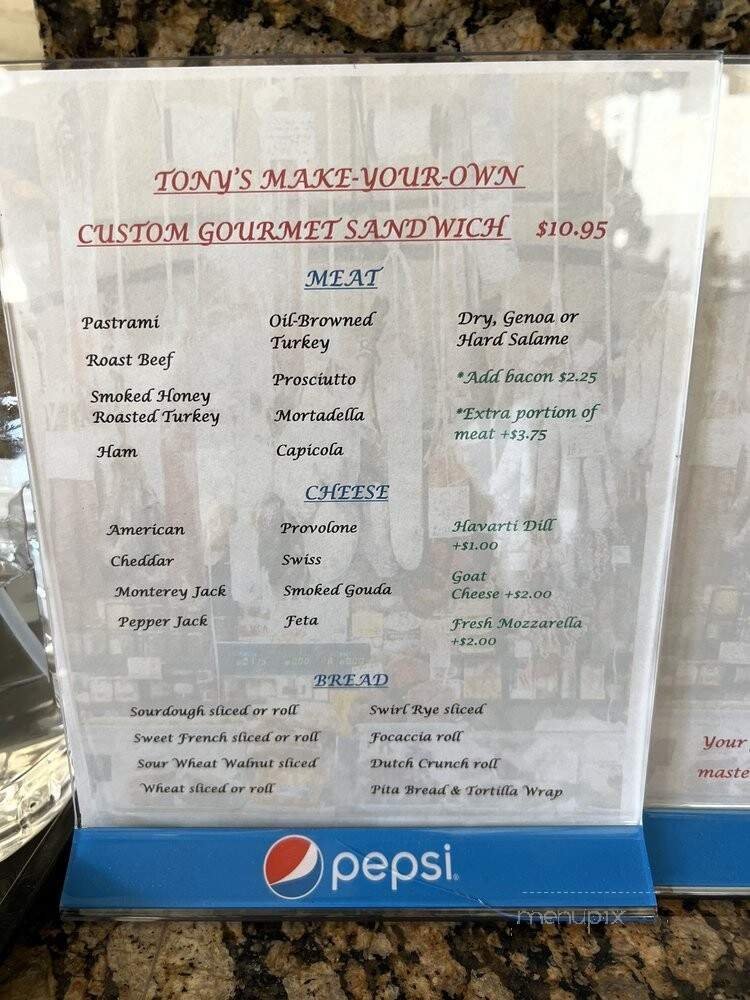 TONY'S MAKE-YOUR-OWN
CUSTOM GOURMET SANDWICH $10.95
MEAT
Pastrami
Roast Beef
Smoked Honey
Roasted Turkey
Ham
Oil-Browned
Turkey
Prosciutto
Mortadella
Capicola
Dry, Genoa or
Hard Salame
*Add bacon $2.25
*Extra portion of
meat +$3.75
CHEESE
American
Cheddar
Monterey Jack
Pepper Jack
Provolone
Swiss
Smoked Gouda
Feta
Havarti Dill
+$1.00
Goat
Cheese +$2.00
Fresh Mozzarella
+$2.00
BREAD
Sourdough sliced or roll
Sweet French sliced or roll
Sour Wheat Walnut sliced
Wheat sliced or roll
Swirl Rye sliced
Focaccia roll
Dutch Crunch roll
Pita Bread & Tortilla Wrap
pepsi
menupix
Your
maste